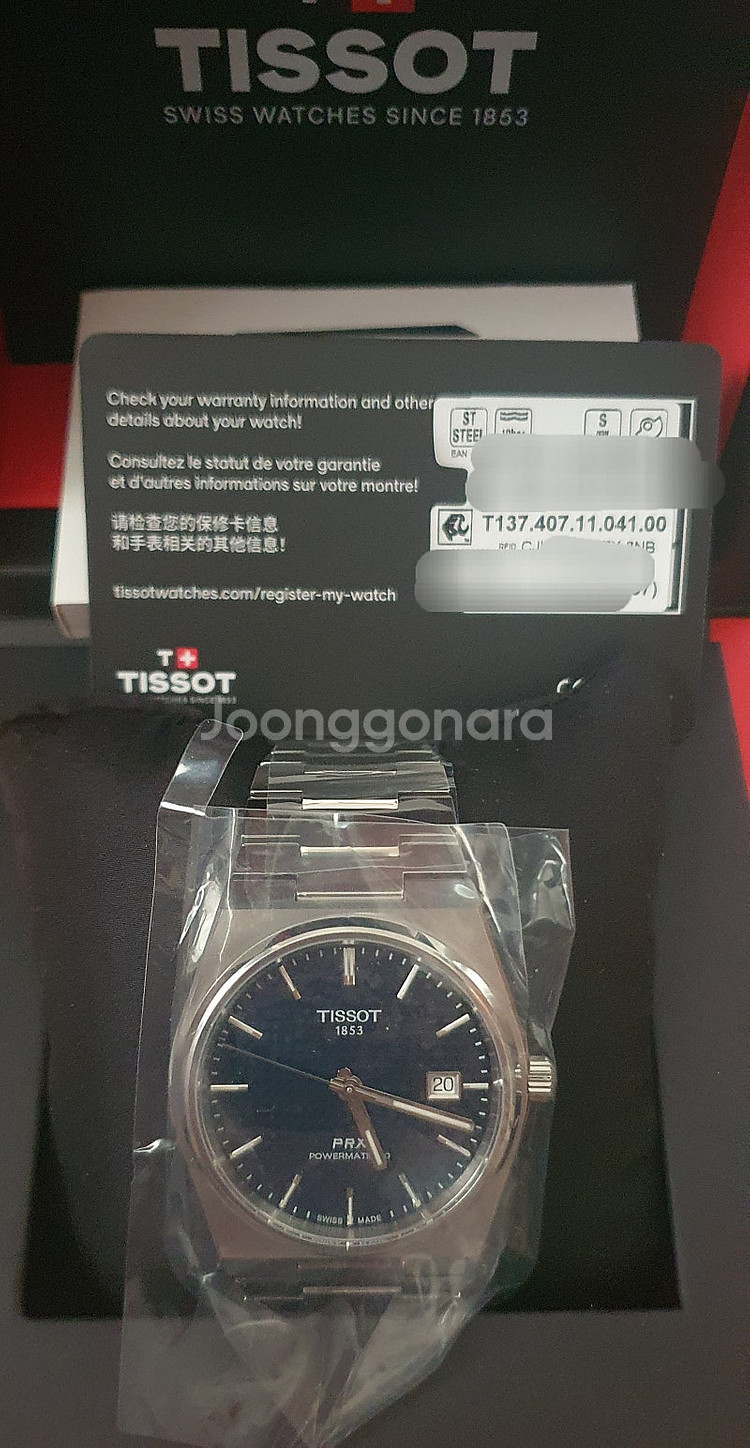 TISSOT
SWISS WATCHES SINCE 1853
Check your warranty information and other
details about your watch!
Consultez le statut de votre garantie
et d'autres informations sur votre montre!
请检查您的保修卡信息
和手表相关的其他信息!
tissotwatches.com/register-my-watch
ST
STEEL
EAN
S
T137.407.11.041.00
RFID
T+
TISSOT
Joonggonara
TISSOT
1853
20
PRX
SWISS MADE